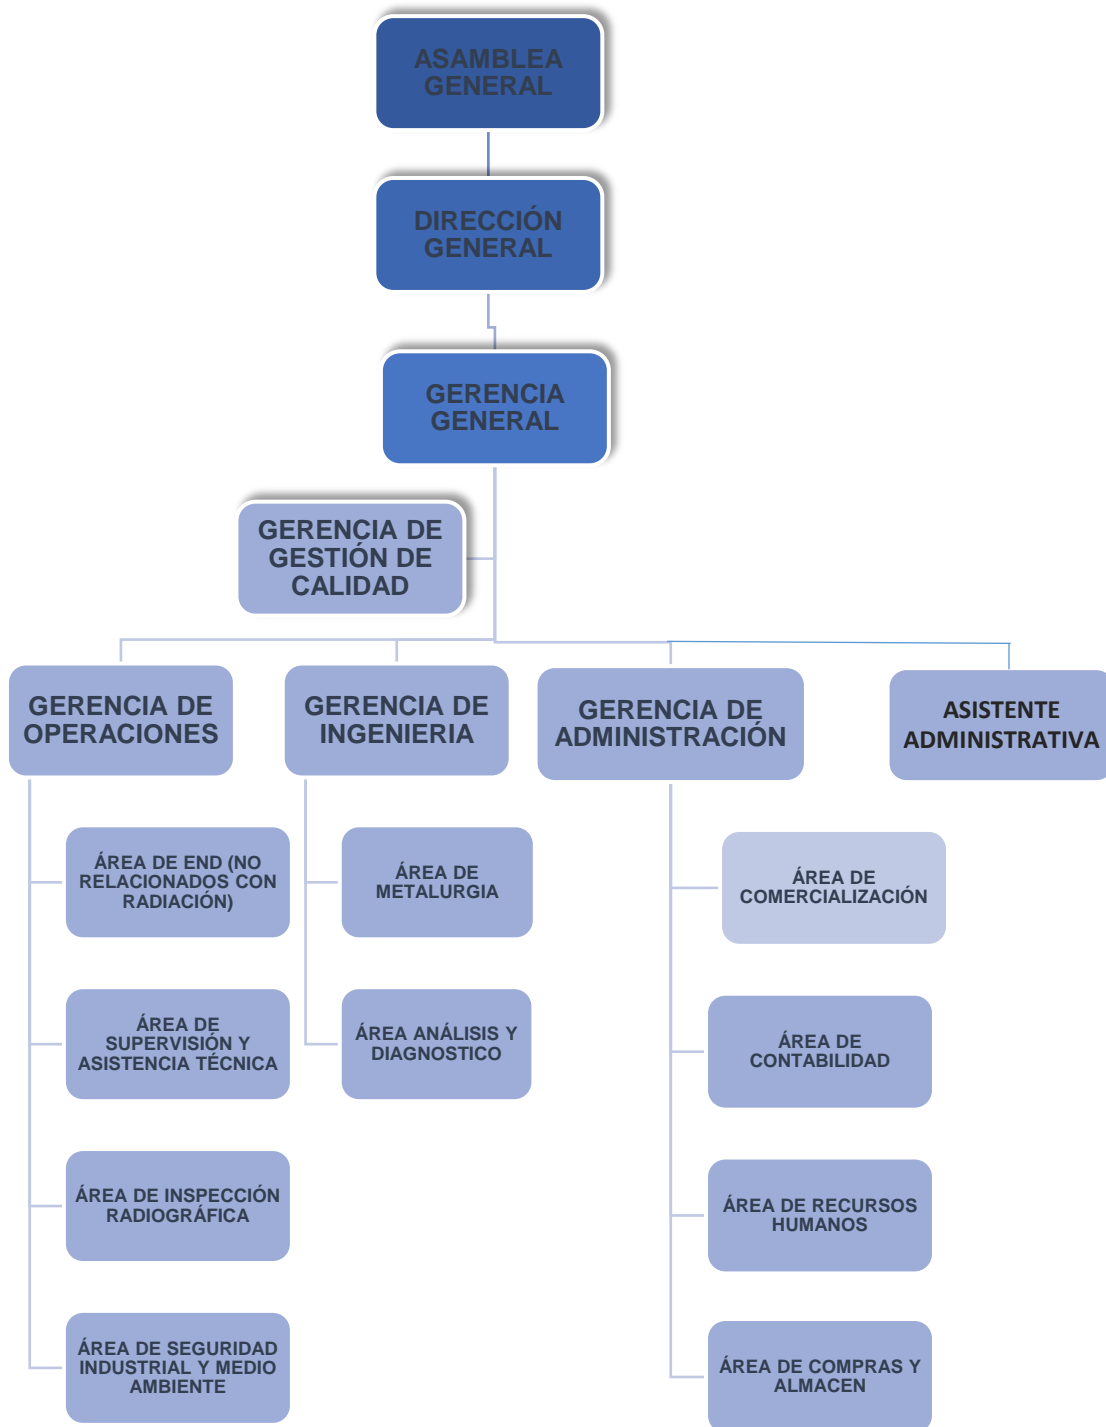 ASAMBLEA
GENERAL
DIRECCIÓN
GENERAL
GERENCIA
GENERAL
GERENCIA DE
GESTIÓN DE
CALIDAD
GERENCIA DE
OPERACIONES
GERENCIA DE
INGENIERIA
GERENCIA DE
ADMINISTRACIÓN
ASISTENTE
ADMINISTRATIVA
ÁREA DE END (NO
RELACIONADOS CON
RADIACIÓN)
ÁREA DE
SUPERVISIÓN Y
ASISTENCIA TÉCNICA
ÁREA DE INSPECCIÓN
RADIOGRÁFICA
ÁREA DE SEGURIDAD
INDUSTRIAL Y MEDIO
AMBIENTE
ÁREA DE
METALURGIA
ÁREA ANÁLISIS Y
DIAGNOSTICO
ÁREA DE
COMERCIALIZACIÓN
ÁREA DE
CONTABILIDAD
ÁREA DE RECURSOS
HUMANOS
ÁREA DE COMPRAS Y
ALMACEN